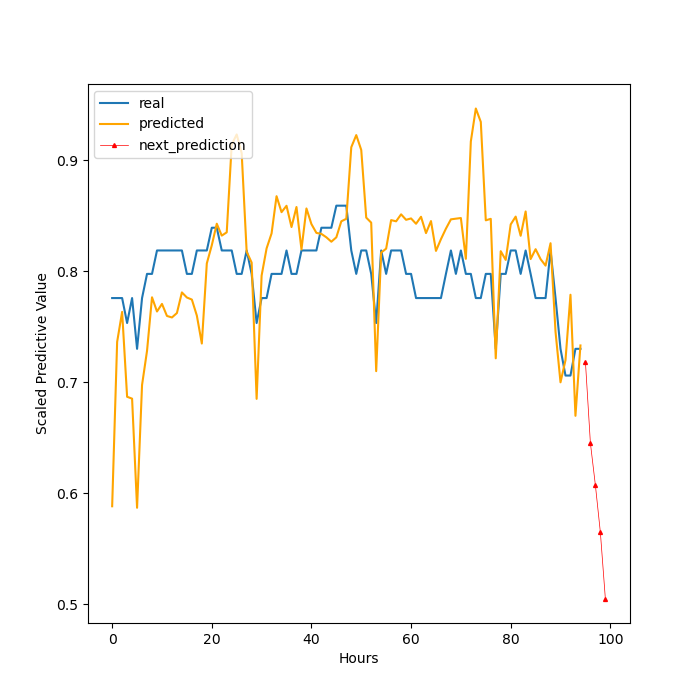 real
predicted
next_prediction
0.9
0.8
0.7
0.6
0.5
Scaled Predictive Value
0 20 40 60 80 100
Hours